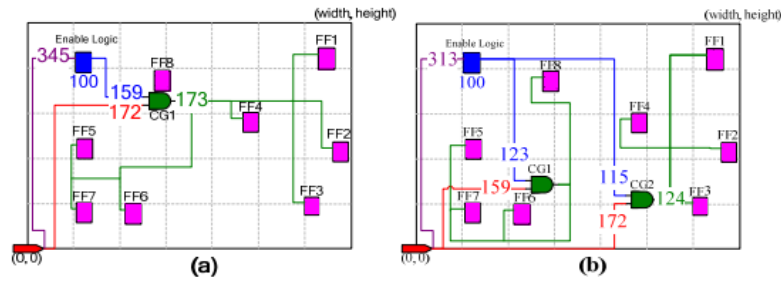 (width, height)
Enable Logic
FF1
345
100
159
172
FF8
CG1
173
FF4
FF5
FF2
FF7
FF6
FF3
(0, 0)
(a)
(width, height)
Enable Logic
FF1
313
100
FF8
FF4
FF5
FF2
123
CG1
159
115
CG2
124
FF3
FF7
FF6
172
(0, 0)
(b)